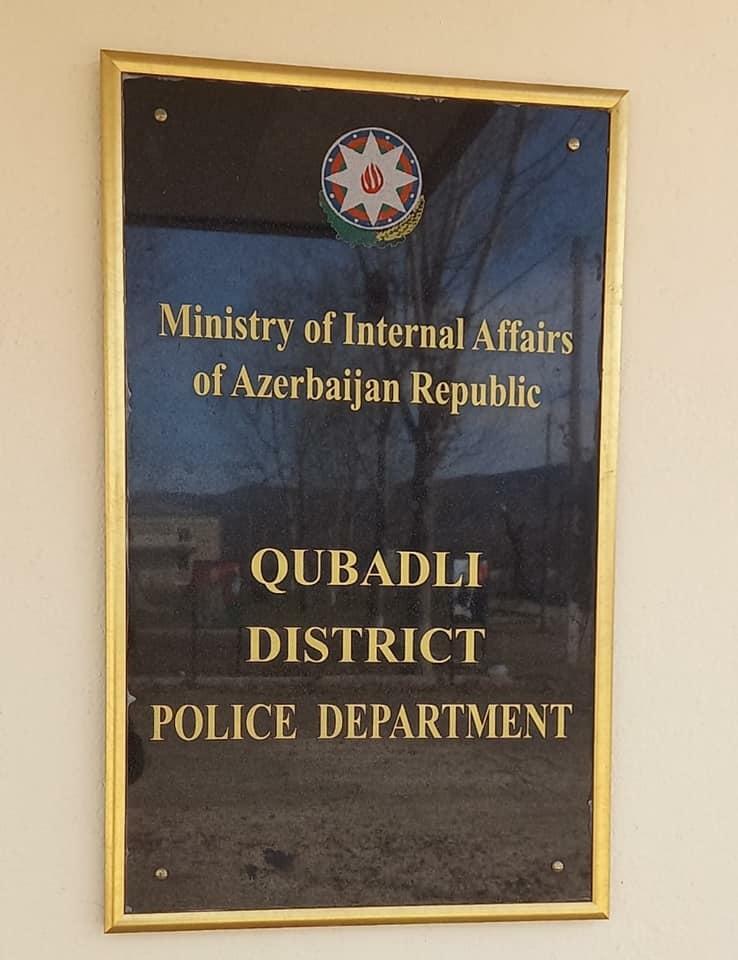 Ministry of Internal Affairs
of Azerbaijan Republic
QUBADLI
DISTRICT
POLICE DEPARTMENT